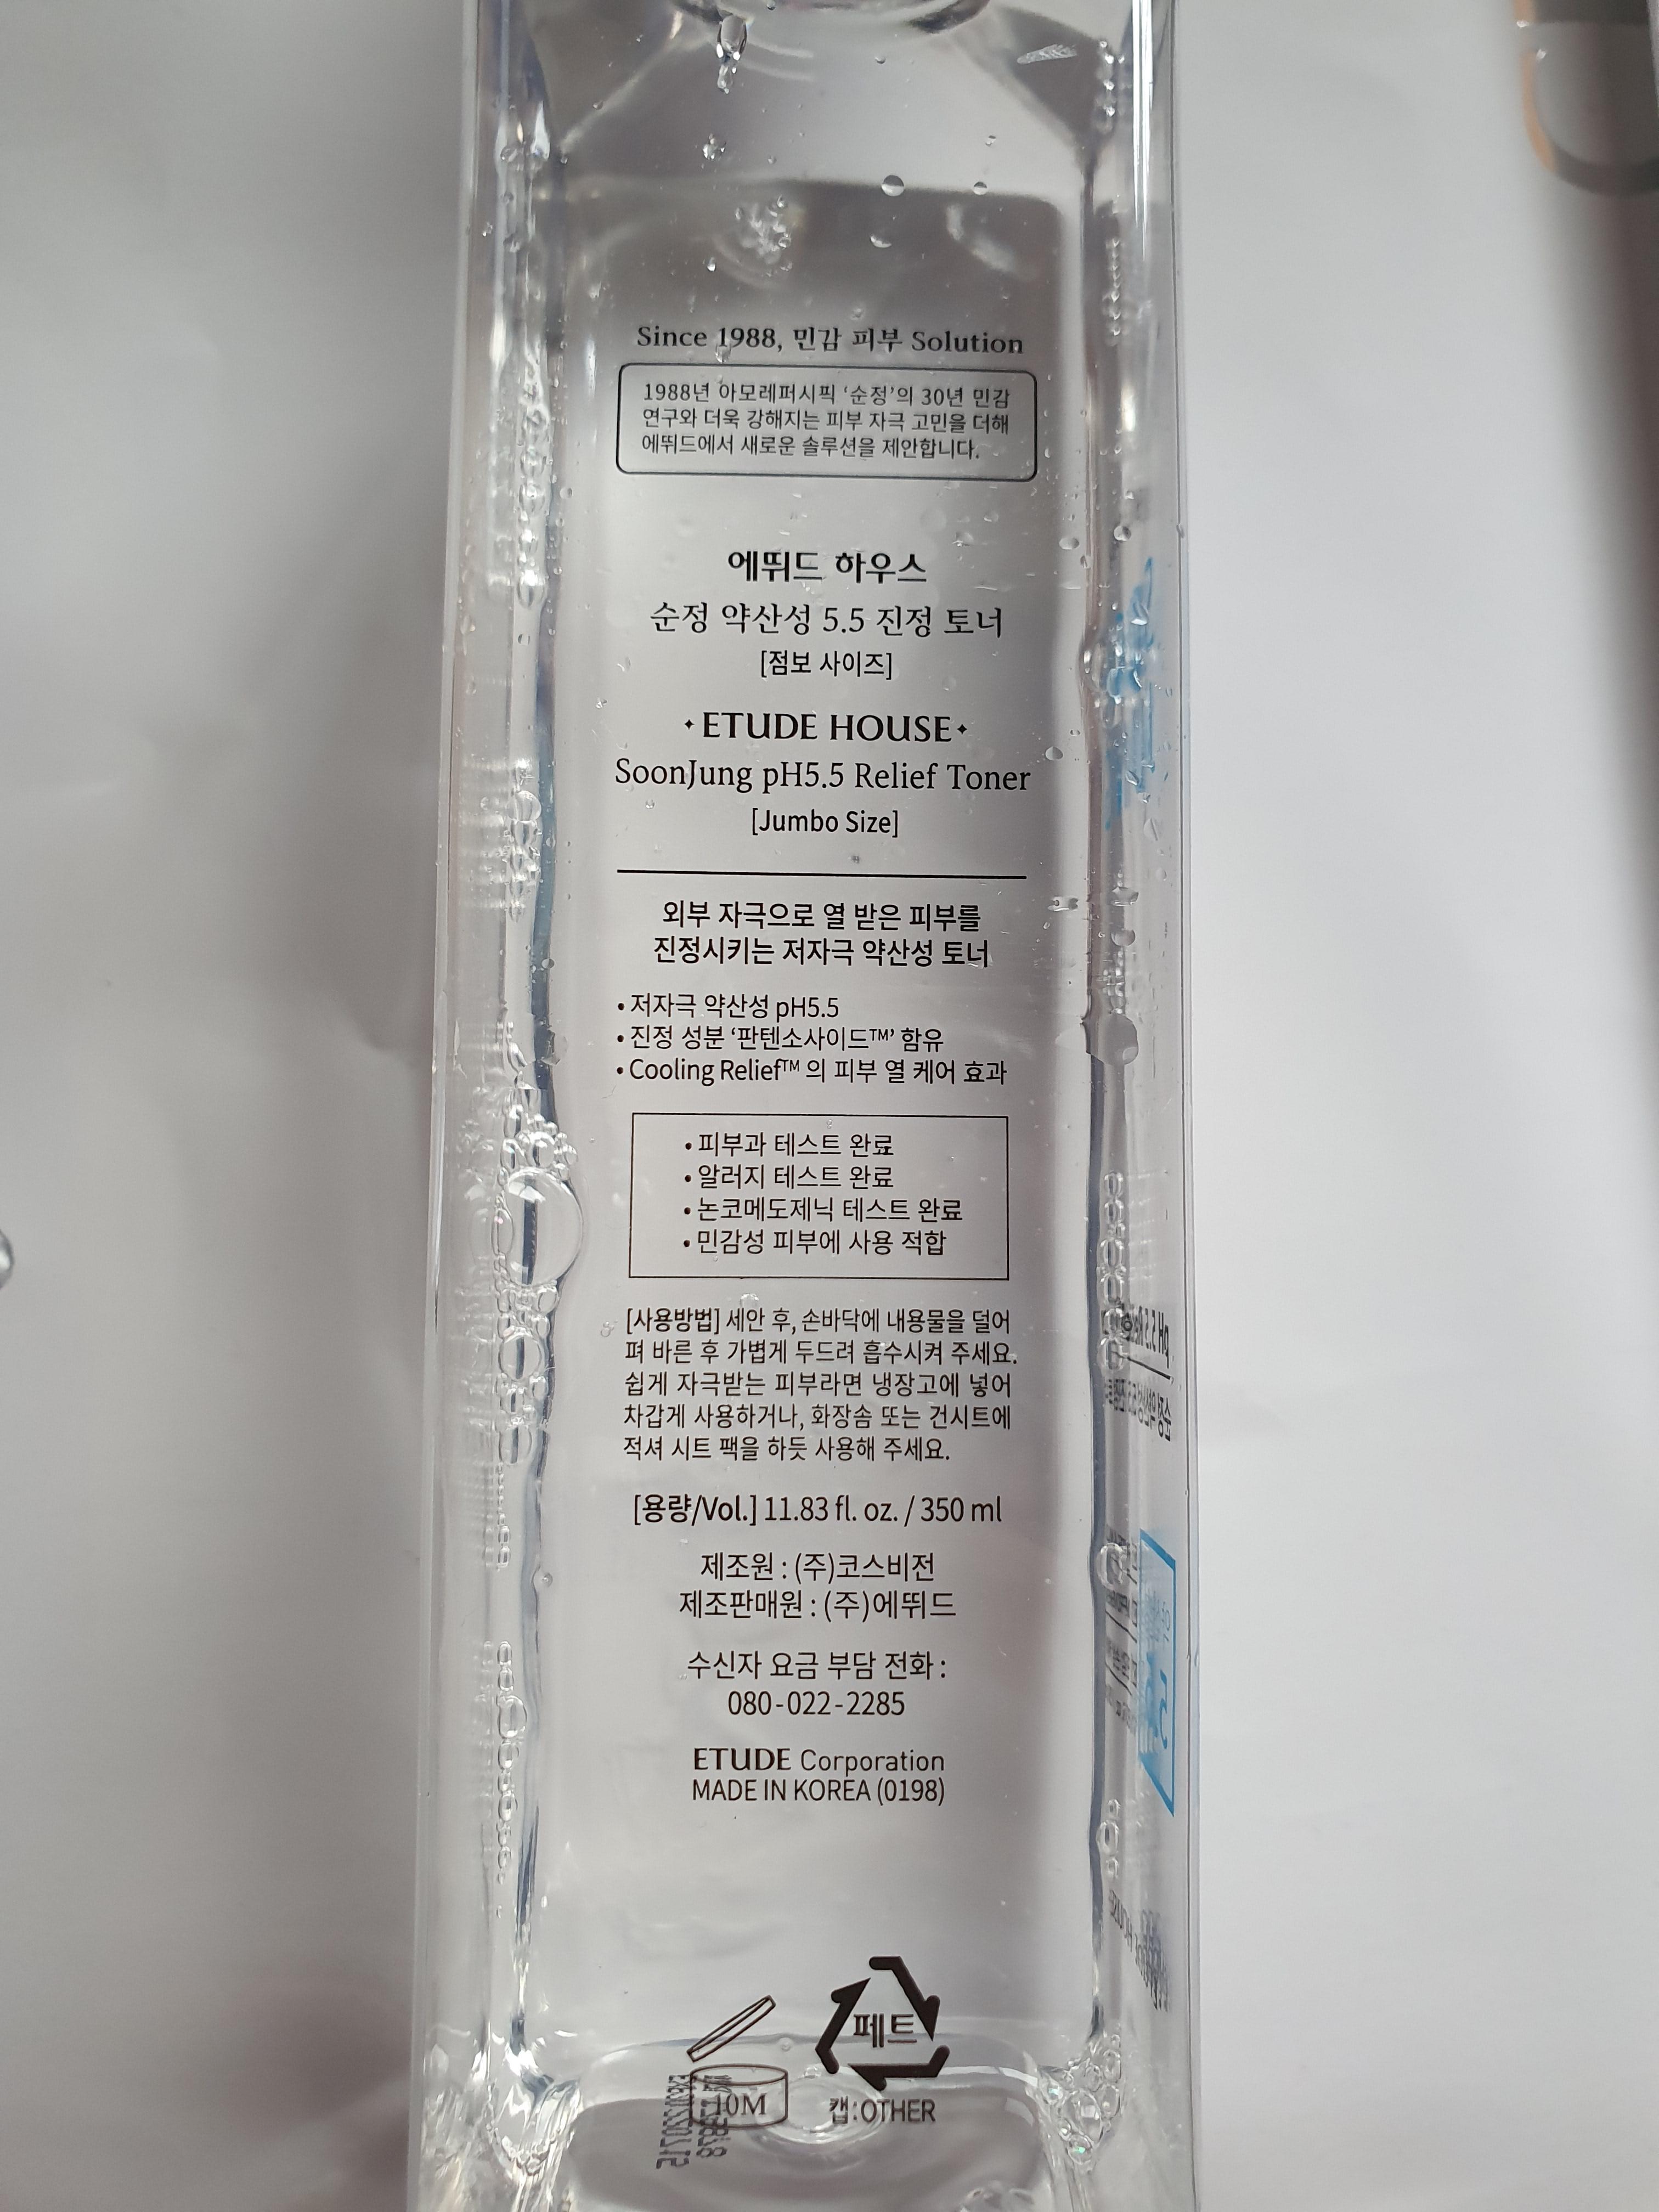 Since 1988, 민감 피부 Solution
1988년 아모레퍼시픽 ‘순정’의 30년 민감
연구와 더욱 강해지는 피부 자극 고민을 더해
에뛰드에서 새로운 솔루션을 제안합니다.
에뛰드 하우스
순정 약산성 5.5 진정 토너
[점보 사이즈]
ETUDE HOUSE
SoonJung pH5.5 Relief Toner
[Jumbo Size]
외부 자극으로 열 받은 피부를
진정시키는 저자극 약산성 토너
• 저자극 약산성 pH5.5
• 진정 성분 ‘판텐소사이드™’ 함유
• Cooling Relief™ 의 피부 열 케어 효과
• 피부과 테스트 완료
• 알러지 테스트 완료
• 논코메도제닉 테스트 완료
• 민감성 피부에 사용 적합
[사용방법] 세안 후, 손바닥에 내용물을 덜어
펴 바른 후 가볍게 두드려 흡수시켜 주세요.
쉽게 자극받는 피부라면 냉장고에 넣어
차갑게 사용하거나, 화장솜 또는 건시트에
적셔 시트 팩을 하듯 사용해 주세요.
[용량/Vol.] 11.83 fl. oz. / 350 ml
제조원 : (주)코스비전
제조판매원 : (주)에뛰드
수신자 요금 부담 전화 :
080-022-2285
ETUDE Corporation
MADE IN KOREA (0198)
페트
10M
캡:OTHER